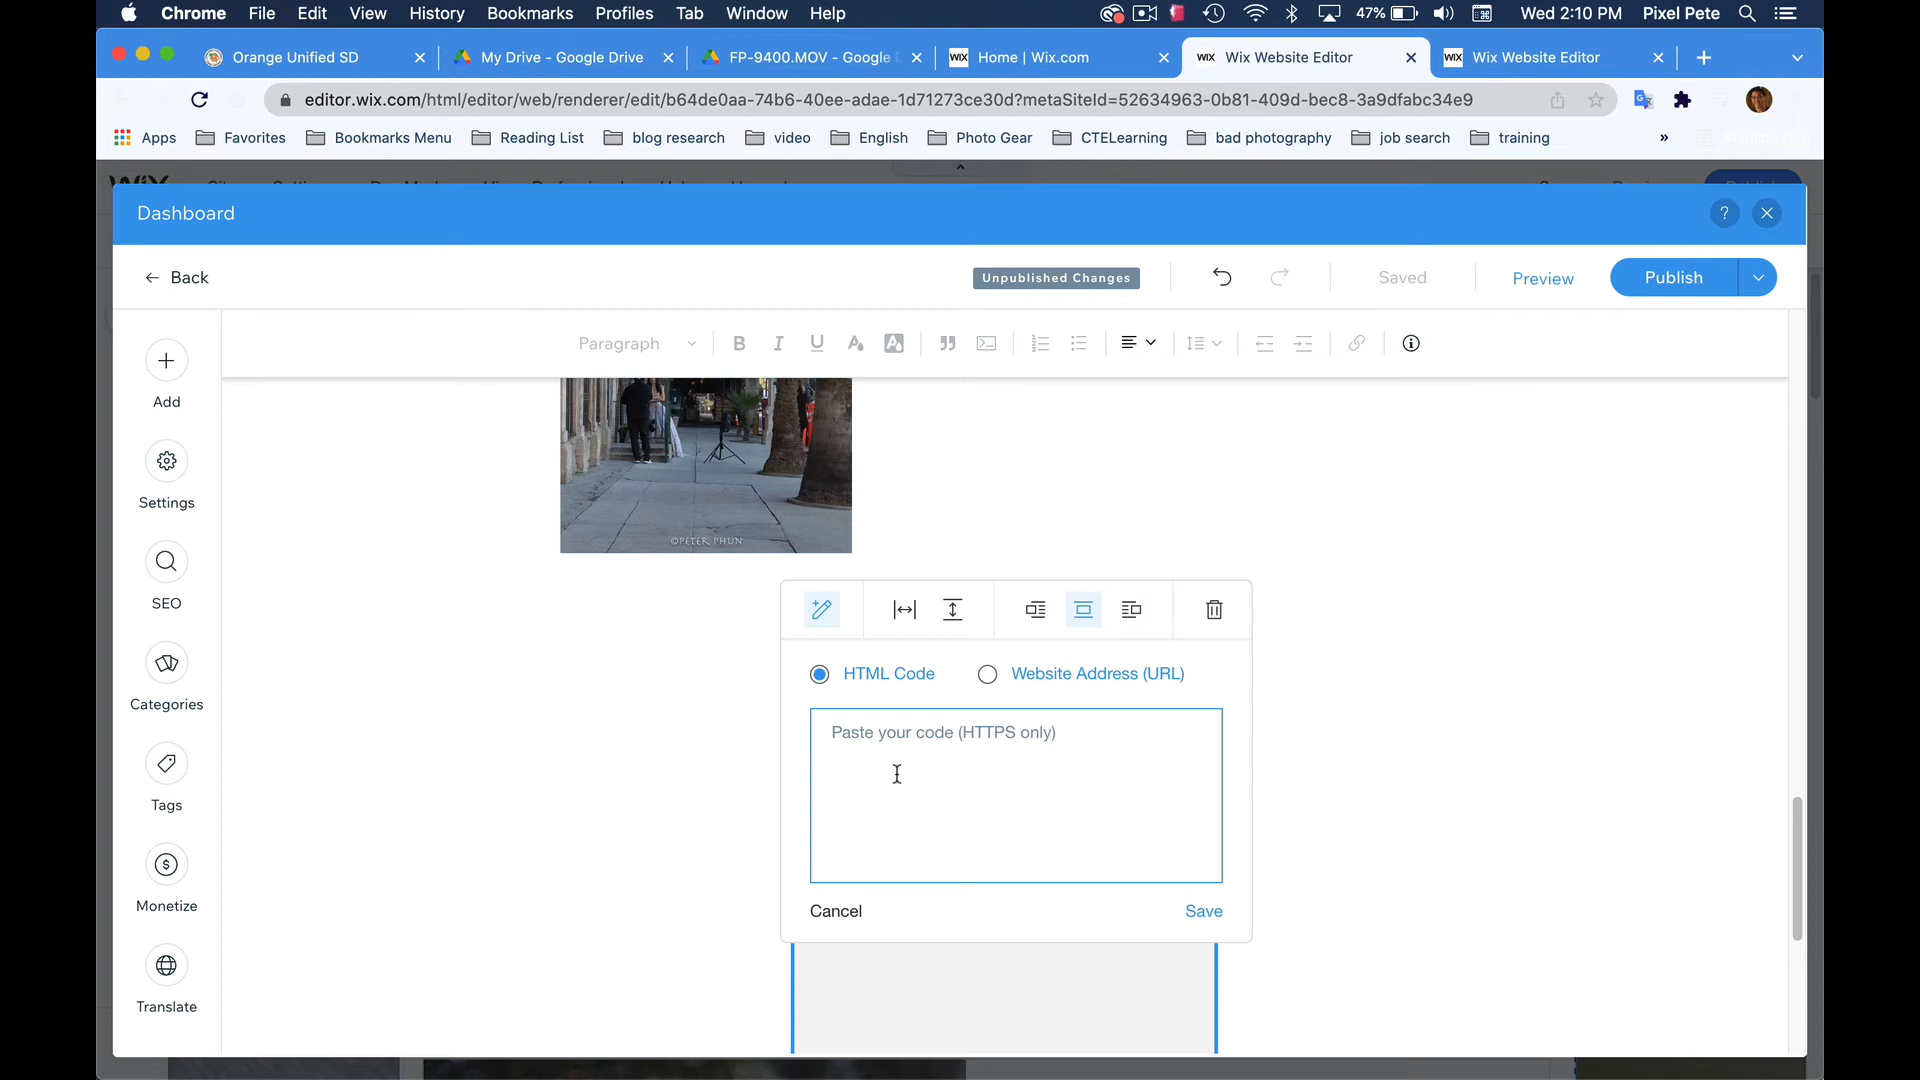 Chrome File Edit View History Bookmarks Profiles Tab Window Help 47% Wed 2:10 PM Pixel Pete
Orange Unified SD My Drive - Google Drive FP-9400.MOV - Google D WIX Home | Wix.com WIX Wix Website Editor WIX Wix Website Editor
editor.wix.com/html/editor/web/renderer/edit/b64de0aa-74b6-40ee-adae-1d71273ce30d?metaSiteId=52634963-0b81-409d-bec8-3a9dfabc34e9
Apps Favorites Bookmarks Menu Reading List blog research video English Photo Gear CTELearning bad photography job search training »
Dashboard ?
Back Unpublished Changes Saved Preview Publish
Paragraph B I U A A
Add
Settings
SEO
Categories
Tags
Monetize
Translate
©PETER PHUN
HTML Code Website Address (URL)
Paste your code (HTTPS only)
Cancel Save